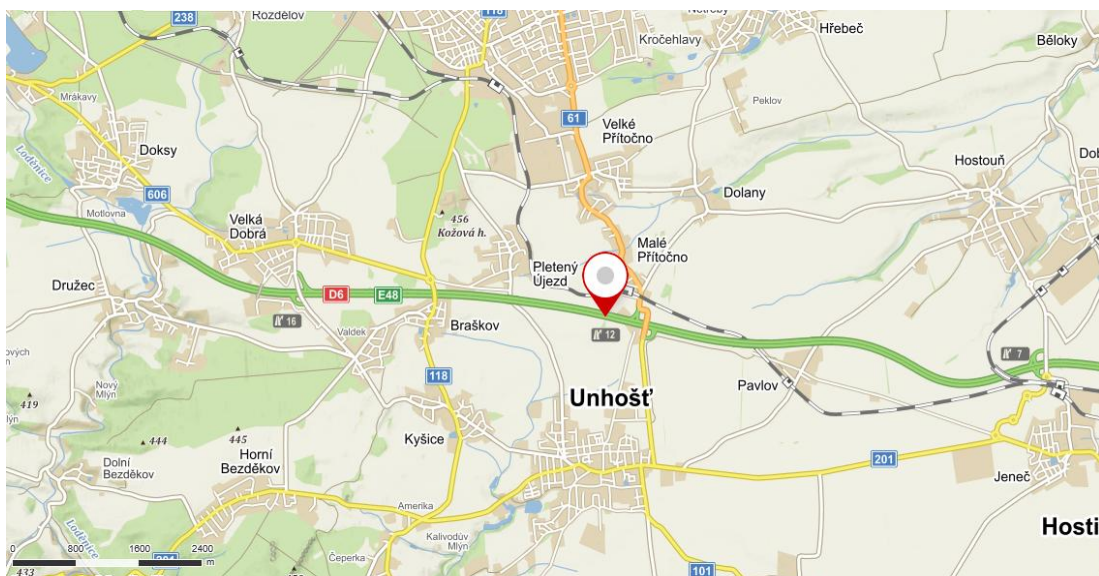 238
Rozdělov
118
Kročehlavy
Hřebeč
Běloky
Mrákavy
Peklov
61
Velké
Přítočno
Doksy
Loděnice
Hostouň
606
Dolany
Motlovna
Velká
Dobrá
456
Kožová h.
Malé
Přítočno
Pletený
Újezd
Družec
D6
E48
16
12
Valdek
Braškov
7
Nový
Mlýn
118
Pavlov
419
Unhošť
444
445
Kyšice
Horní
Bezděkov
201
Dolní
Bezděkov
Jeneč
Amerika
Loděnice
Kalivodův
Mlýn
Hosti
0 800 1600 2400
m
Čeperka
433
201
101